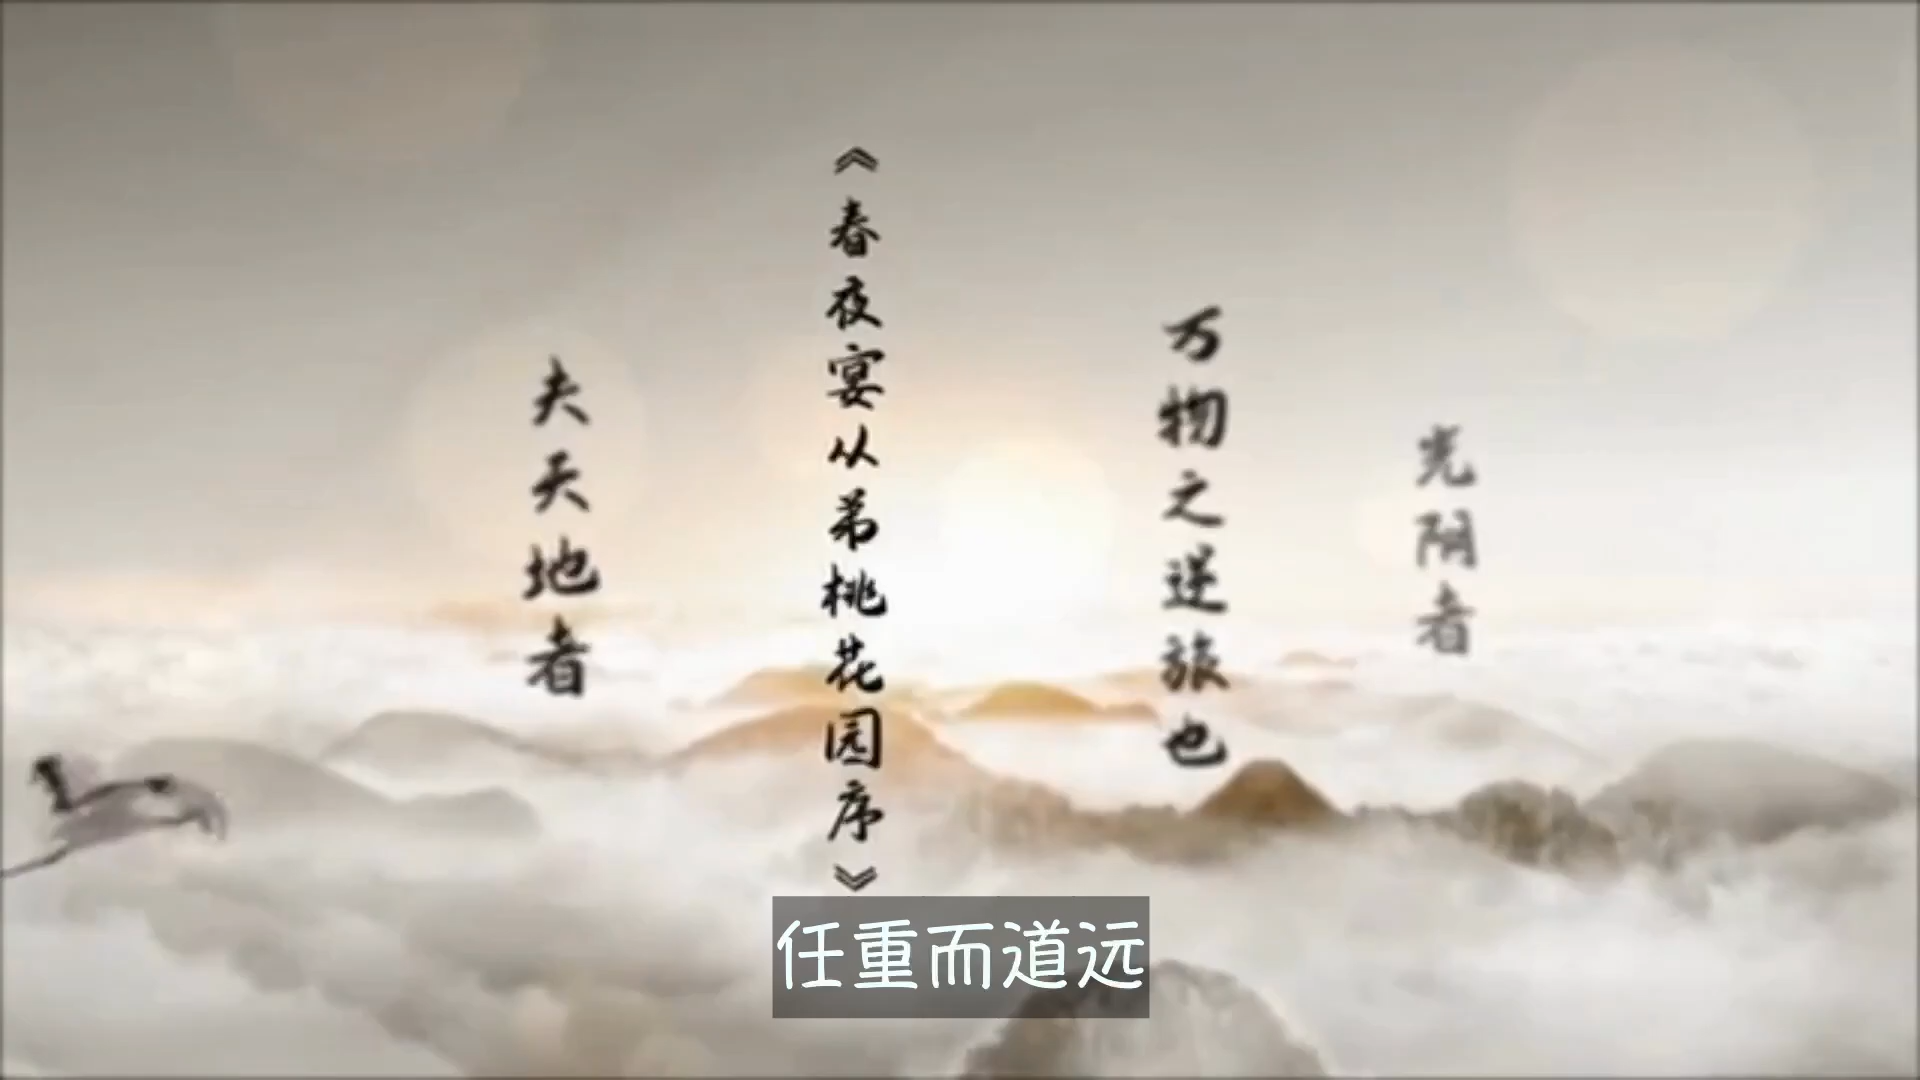 夫天地者
《春夜宴从弟桃花园序》
万物之逆旅也
光阴者
任重而道远